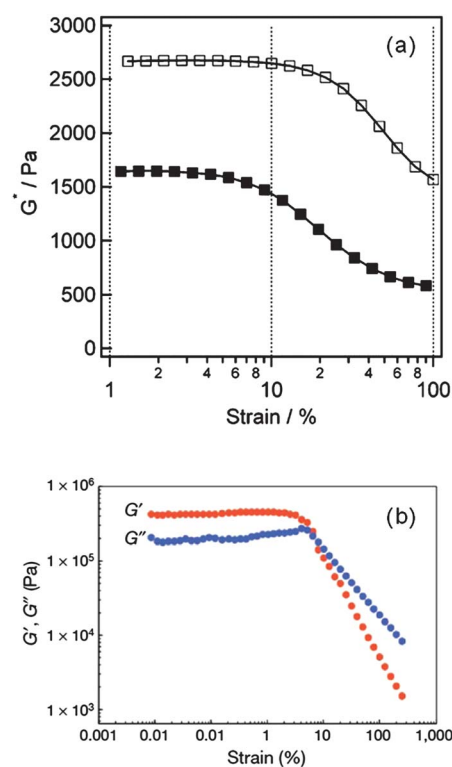 (a)
3000
2500
2000
1500
1000
500
0
G* / Pa
2 4 6 8 2 4 6 8
1 10 100
Strain / %
(b)
1 × 10⁶
G′
G″
1 × 10⁵
1 × 10⁴
1 × 10³
G′, G″ (Pa)
0.001 0.01 0.01 1 10 100 1,000
Strain (%)